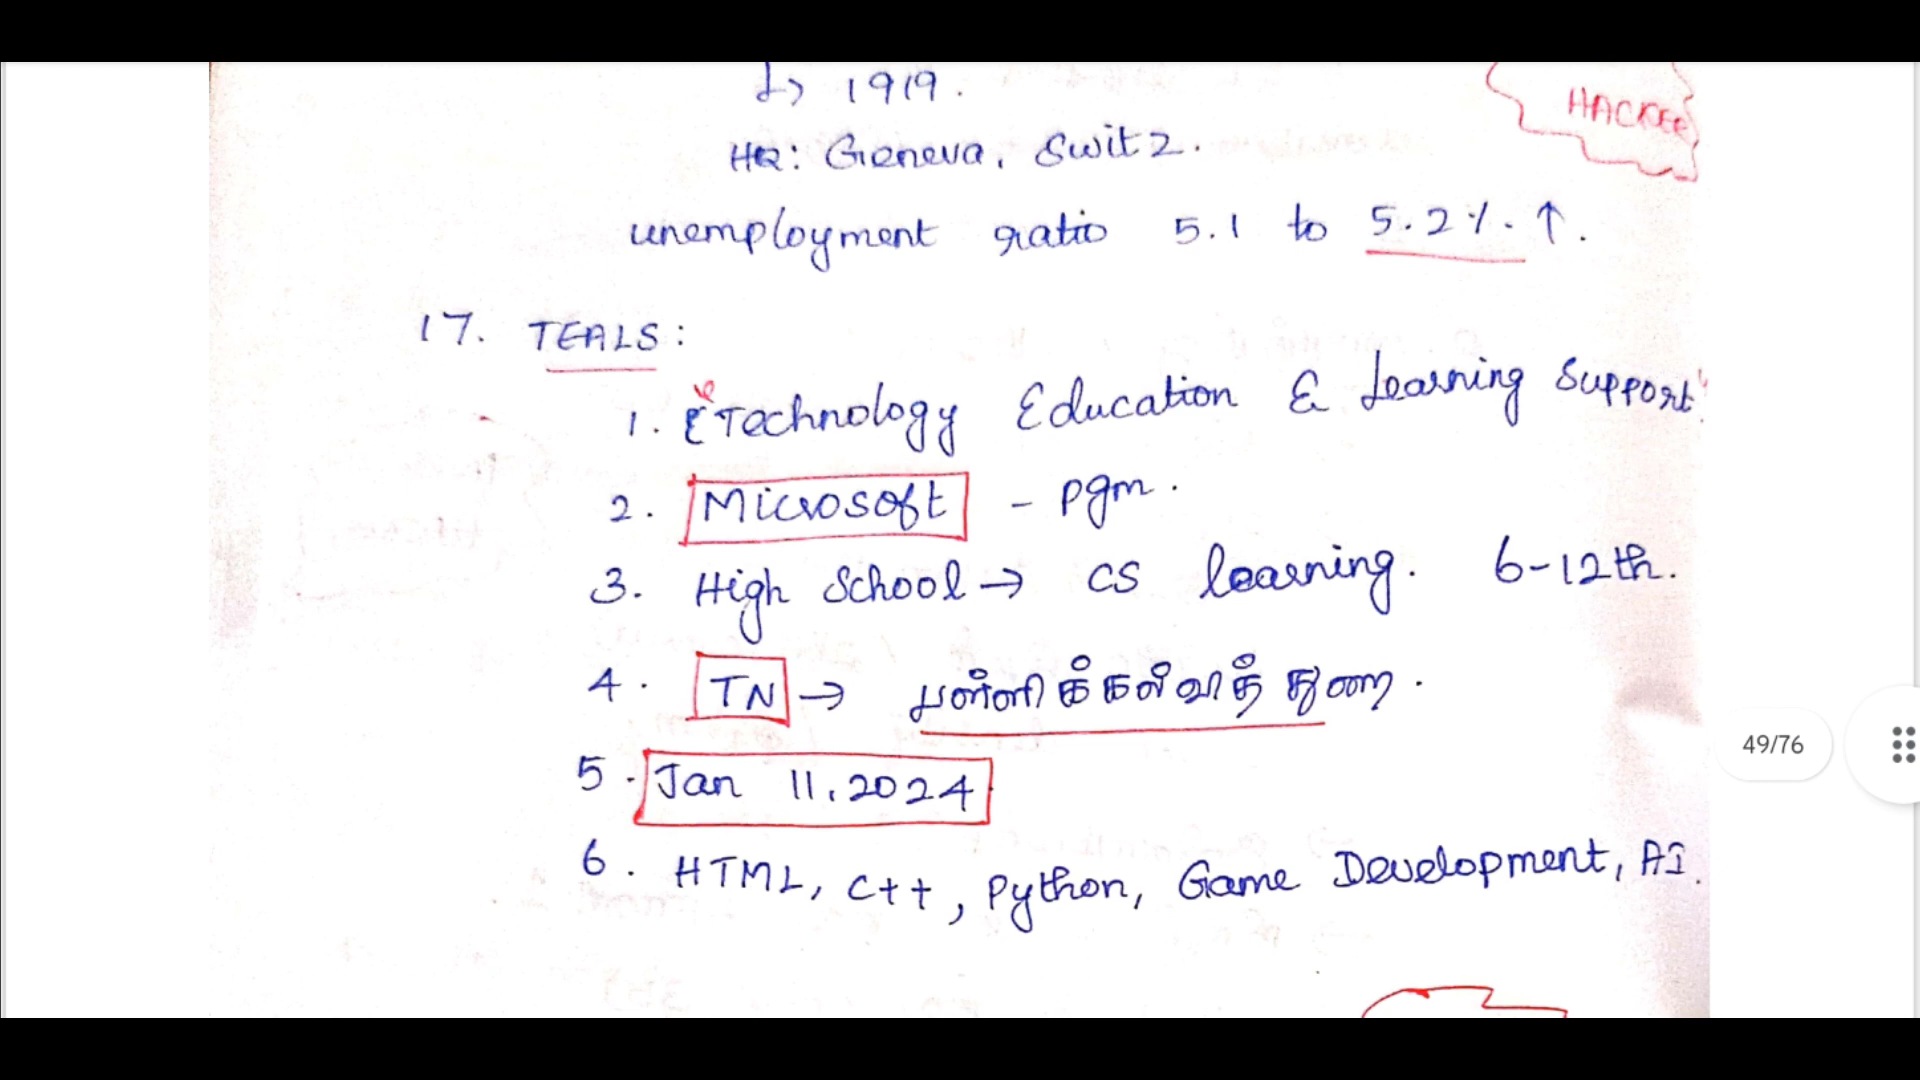 ↳ 1919.
HACKER
HQ: Geneva, Switz.
unemployment ratio 5.1 to 5.2%. ↑.
17. TEALS:
1. Technology Education & Learning Support.
2. Microsoft - pgm.
3. High School → CS learning. 6-12th.
4. TN → பள்ளிக்கல்வித் துறை.
49/76
5. Jan 11, 2024
6. HTML, C++, Python, Game Development, AI.